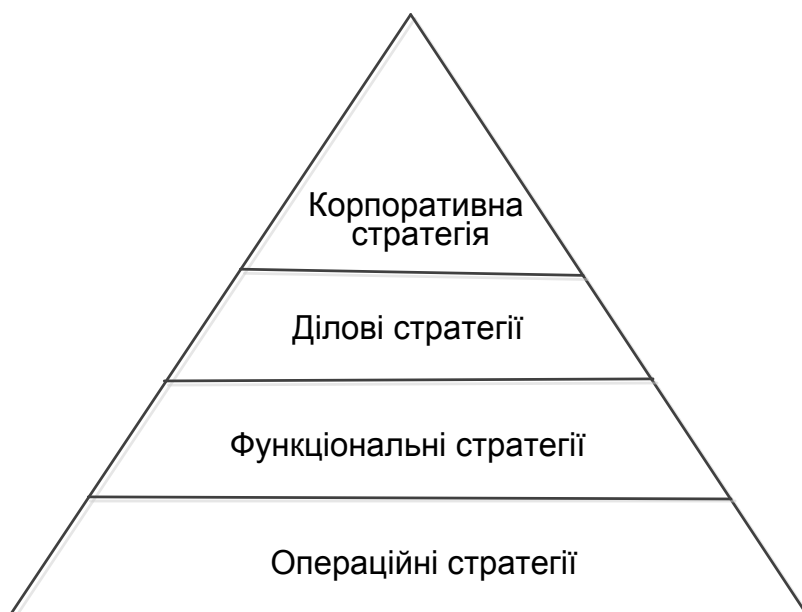 Корпоративна
стратегія
Ділові стратегії
Функціональні стратегії
Операційні стратегії